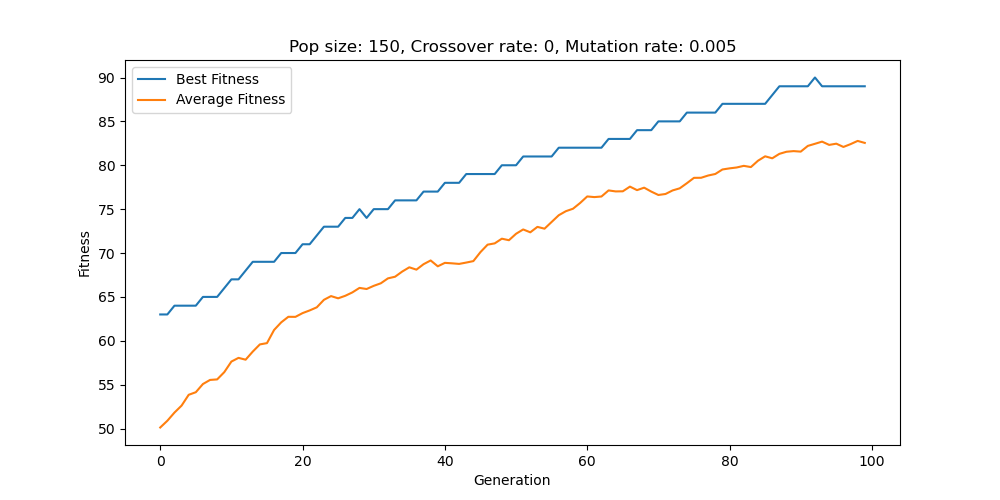 Pop size: 150, Crossover rate: 0, Mutation rate: 0.005
Best Fitness
Average Fitness
90
85
80
75
70
65
60
55
50
Fitness
0 20 40 60 80 100
Generation